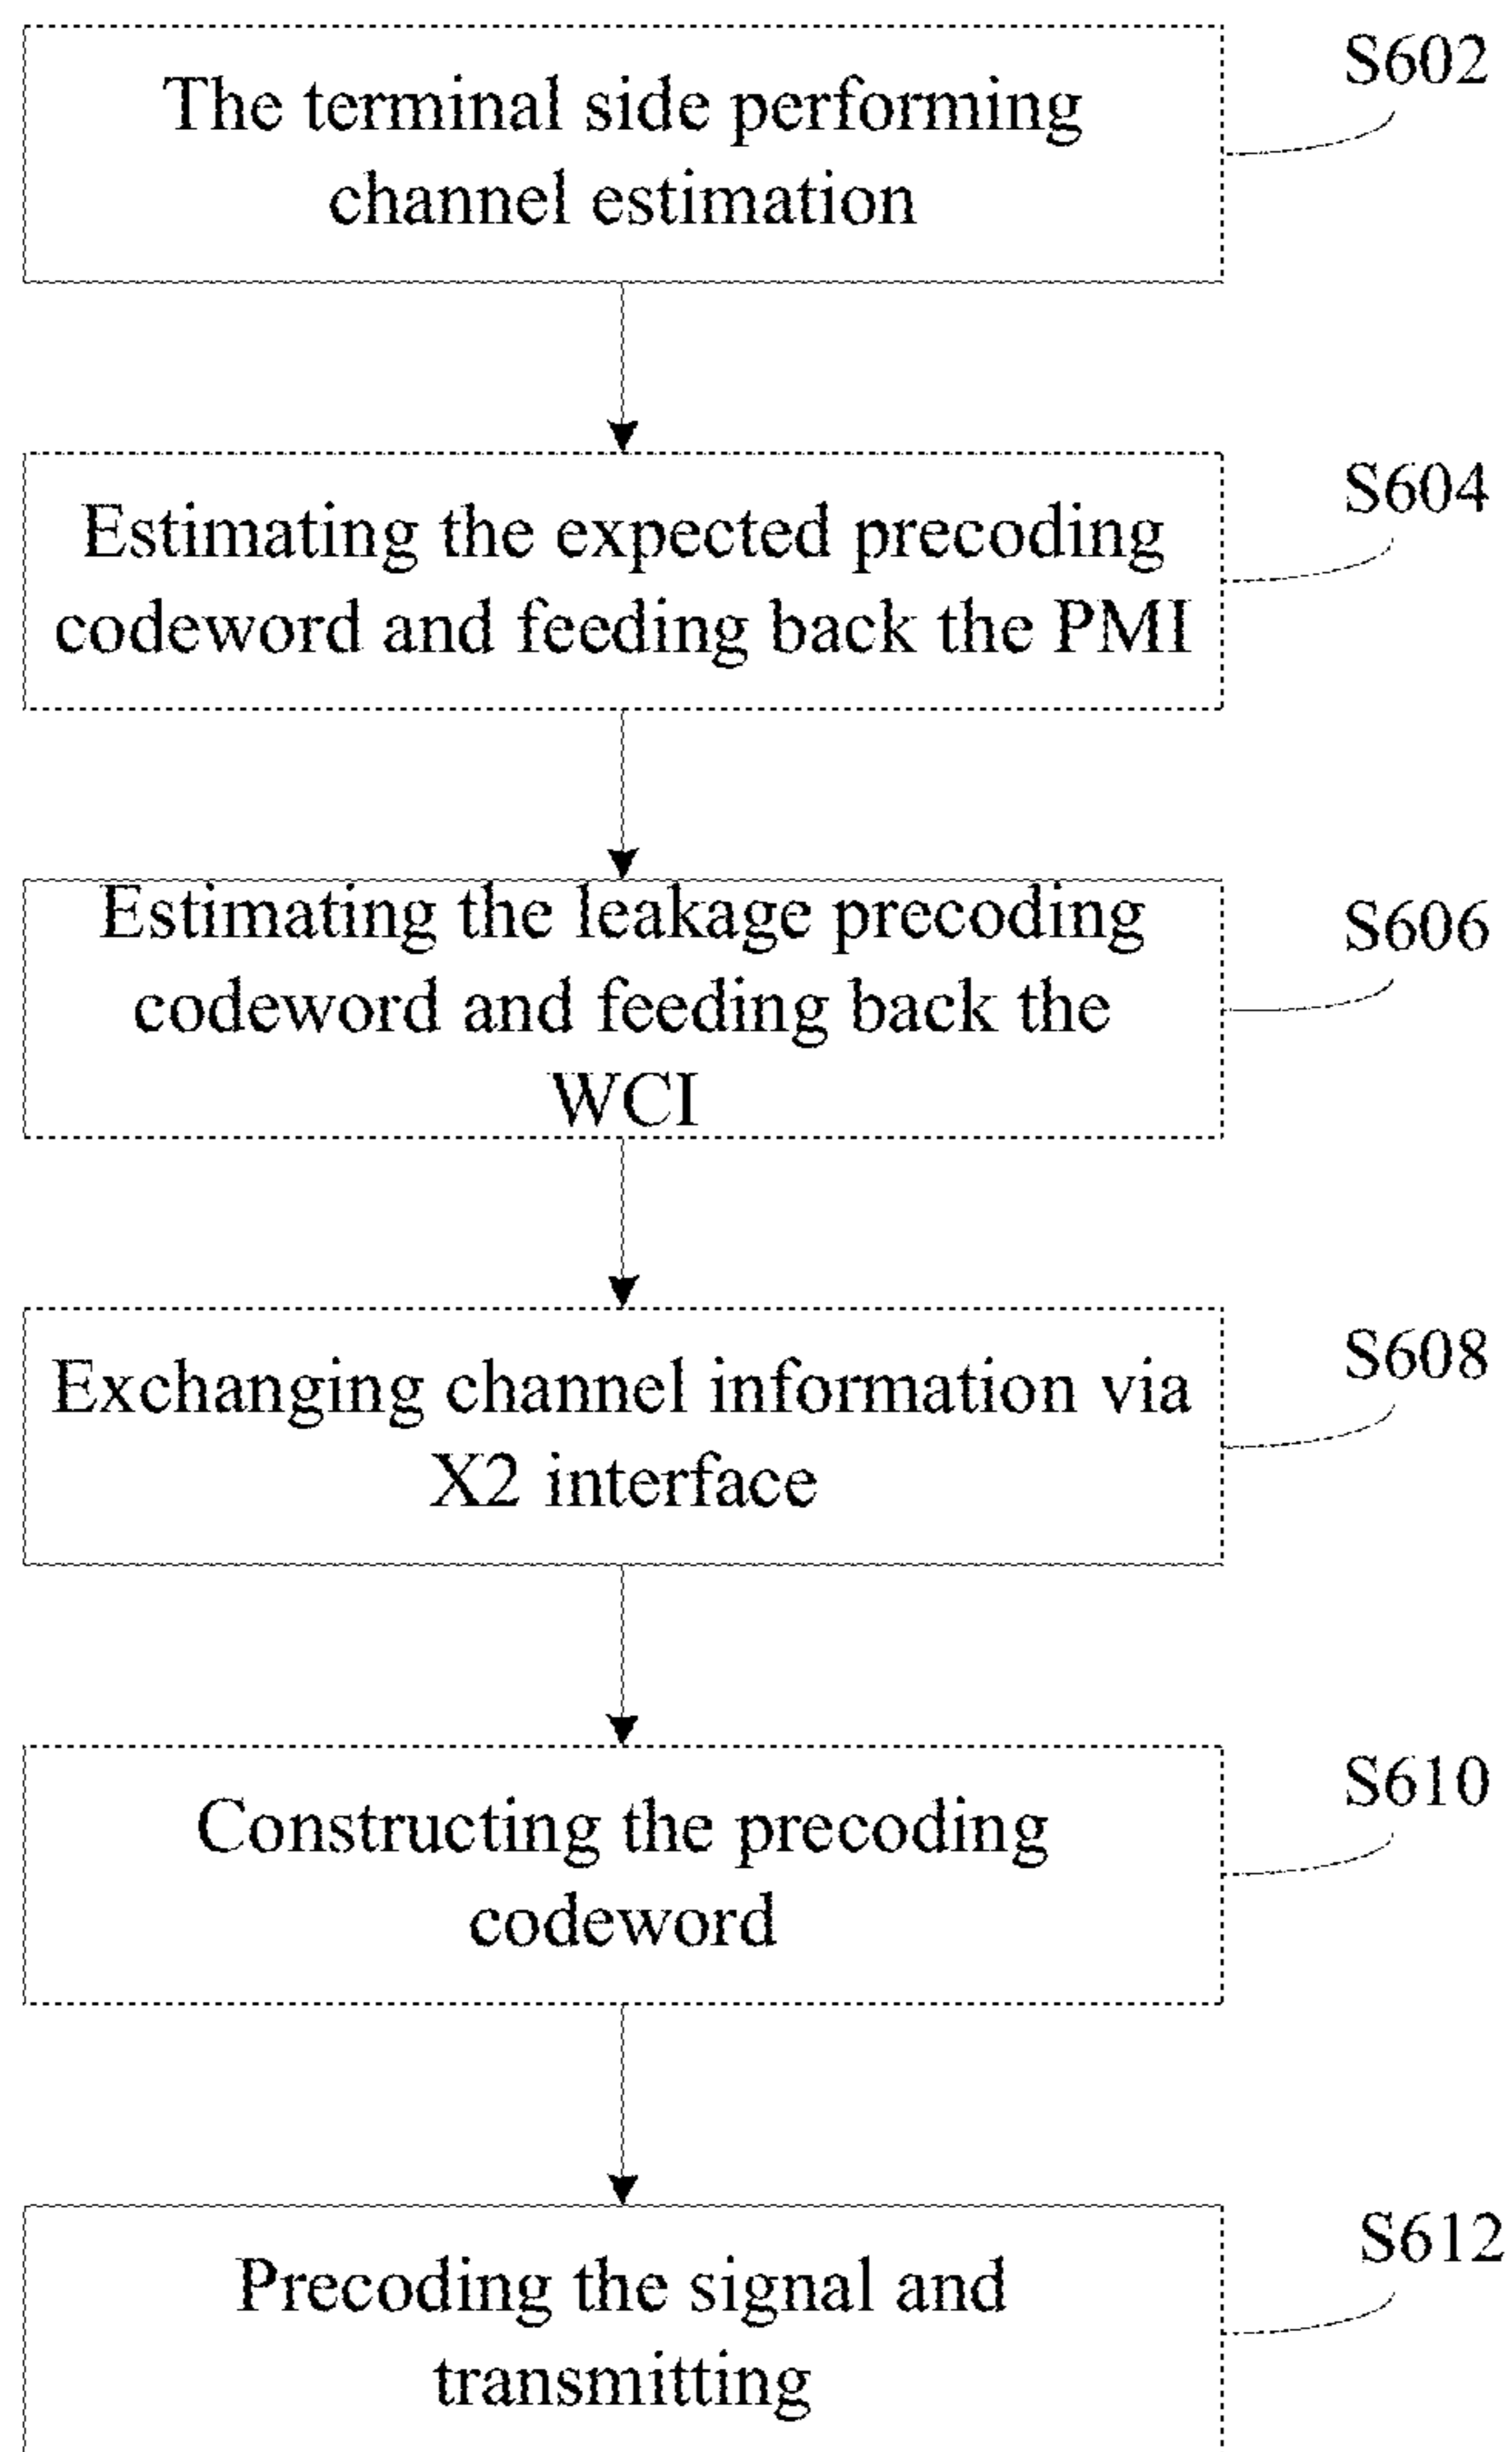 The terminal side performing
channel estimation
S602
Estimating the expected precoding
codeword and feeding back the PMI
S604
Estimating the leakage precoding
codeword and feeding back the
WCI
S606
Exchanging channel information via
X2 interface
S608
Constructing the precoding
codeword
S610
Precoding the signal and
transmitting
S612